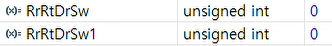 (x)= RrRtDrSw unsigned int 0
(x)= RrRtDrSw1 unsigned int 0